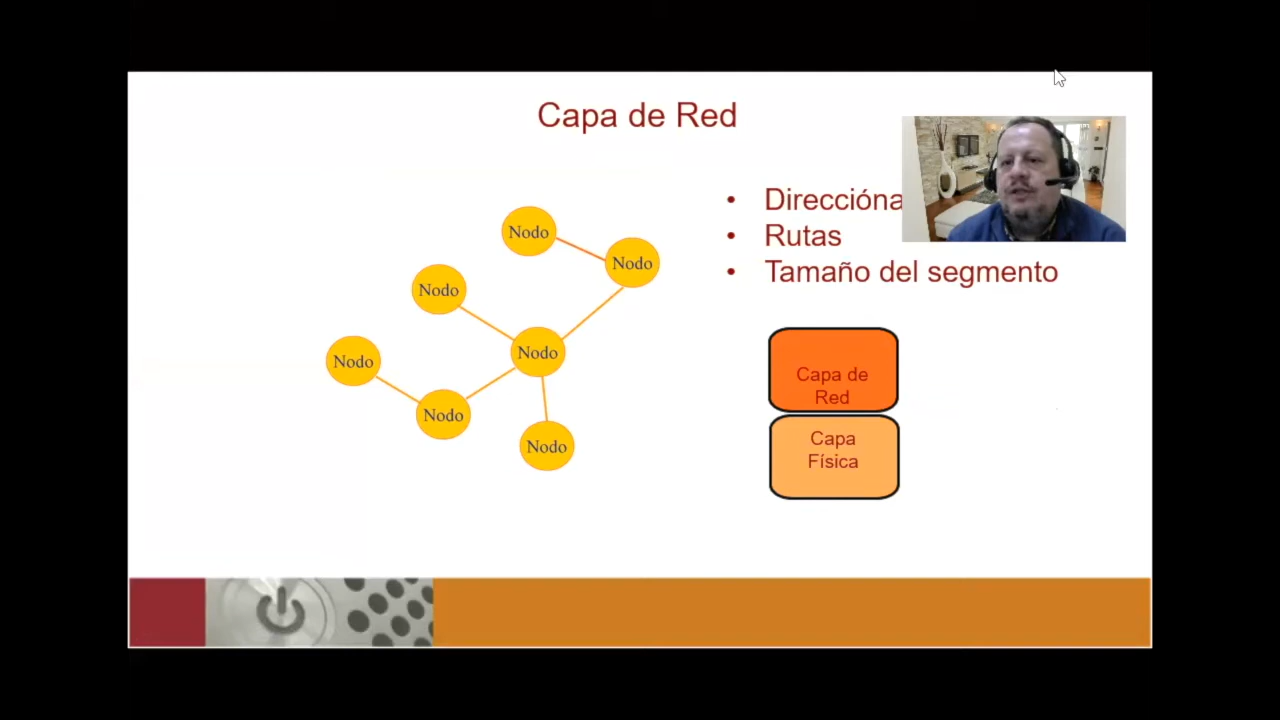 Capa de Red
• Direccióna
• Rutas
• Tamaño del segmento
Nodo
Nodo
Nodo
Nodo
Nodo
Nodo
Nodo
Capa de
Red
Capa
Física